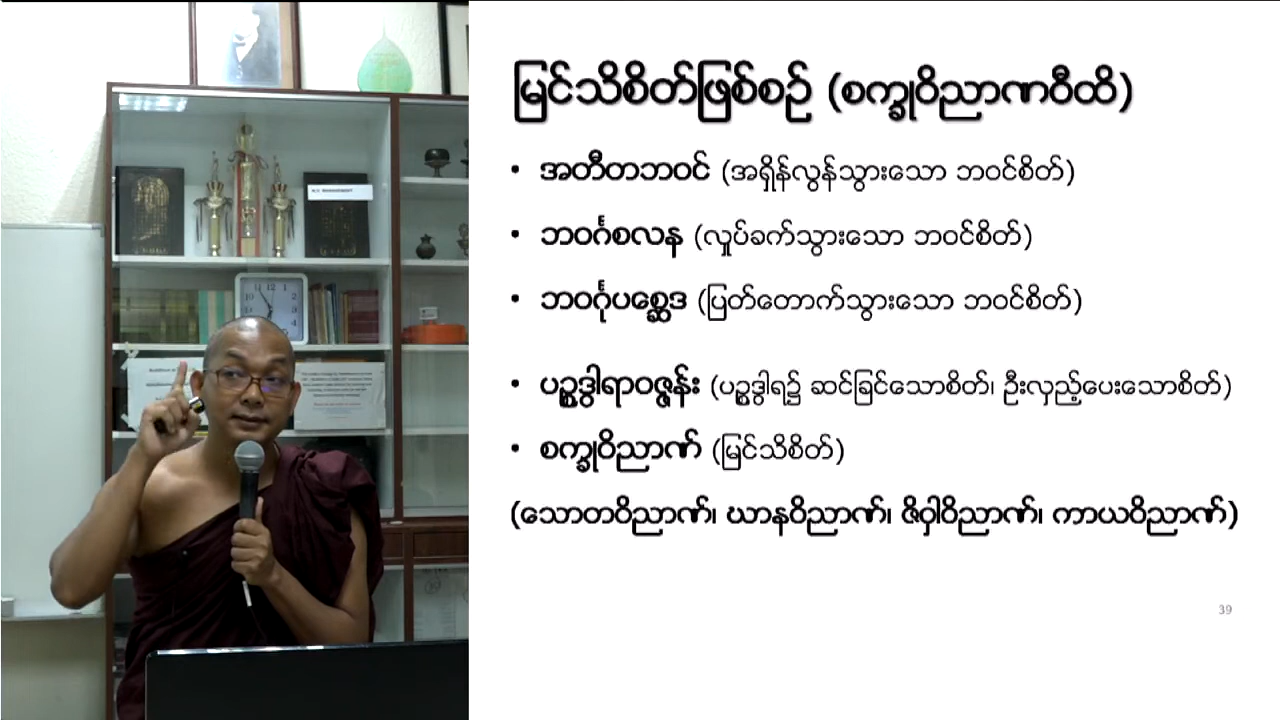 မြင်သိစိတ်ဖြစ်စဉ် (စက္ခုဝိညာဏဝီထိ)
• အတီတဘဝင် (အရှိန်လွန်သွားသော ဘဝင်စိတ်)
• ဘဝင်္ဂစလန (လှုပ်ခက်သွားသော ဘဝင်စိတ်)
• ဘဝင်္ဂုပစ္ဆေဒ (ပြတ်တောက်သွားသော ဘဝင်စိတ်)
• ပဉ္စဒွါရာဝဇ္ဇန်း (ပဉ္စဒွါရ၌ ဆင်ခြင်သောစိတ်၊ ဦးလှည့်ပေးသောစိတ်)
• စက္ခုဝိညာဏ် (မြင်သိစိတ်)
(သောတဝိညာဏ်၊ ဃာနဝိညာဏ်၊ ဇိဝှါဝိညာဏ်၊ ကာယဝိညာဏ်)
39